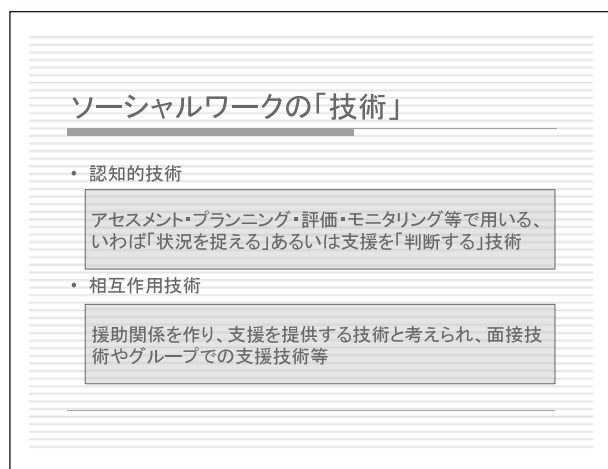 ソーシャルワークの「技術」
• 認知的技術
アセスメント・プランニング・評価・モニタリング等で用いる、
いわば「状況を捉える」あるいは支援を「判断する」技術
• 相互作用技術
援助関係を作り、支援を提供する技術と考えられ、面接技
術やグループでの支援技術等